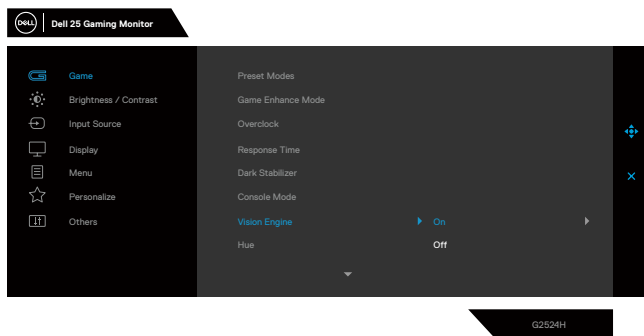 DELL
Dell 25 Gaming Monitor
Game
Brightness / Contrast
Input Source
Display
Menu
Personalize
Others
Preset Modes
Game Enhance Mode
Overclock
Response Time
Dark Stabilizer
Console Mode
Vision Engine On
Hue Off
G2524H